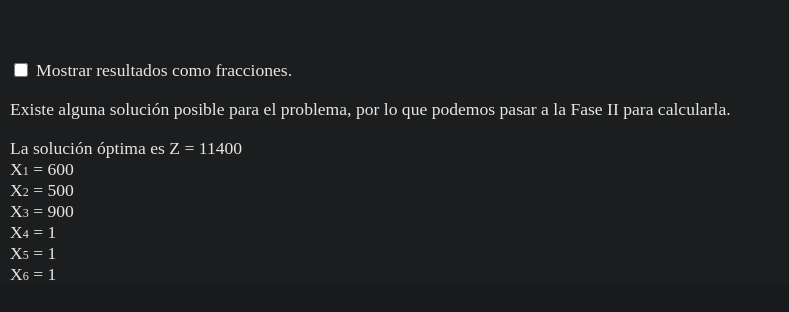 Mostrar resultados como fracciones.
Existe alguna solución posible para el problema, por lo que podemos pasar a la Fase II para calcularla.
La solución óptima es Z = 11400
X1 = 600
X2 = 500
X3 = 900
X4 = 1
X5 = 1
X6 = 1